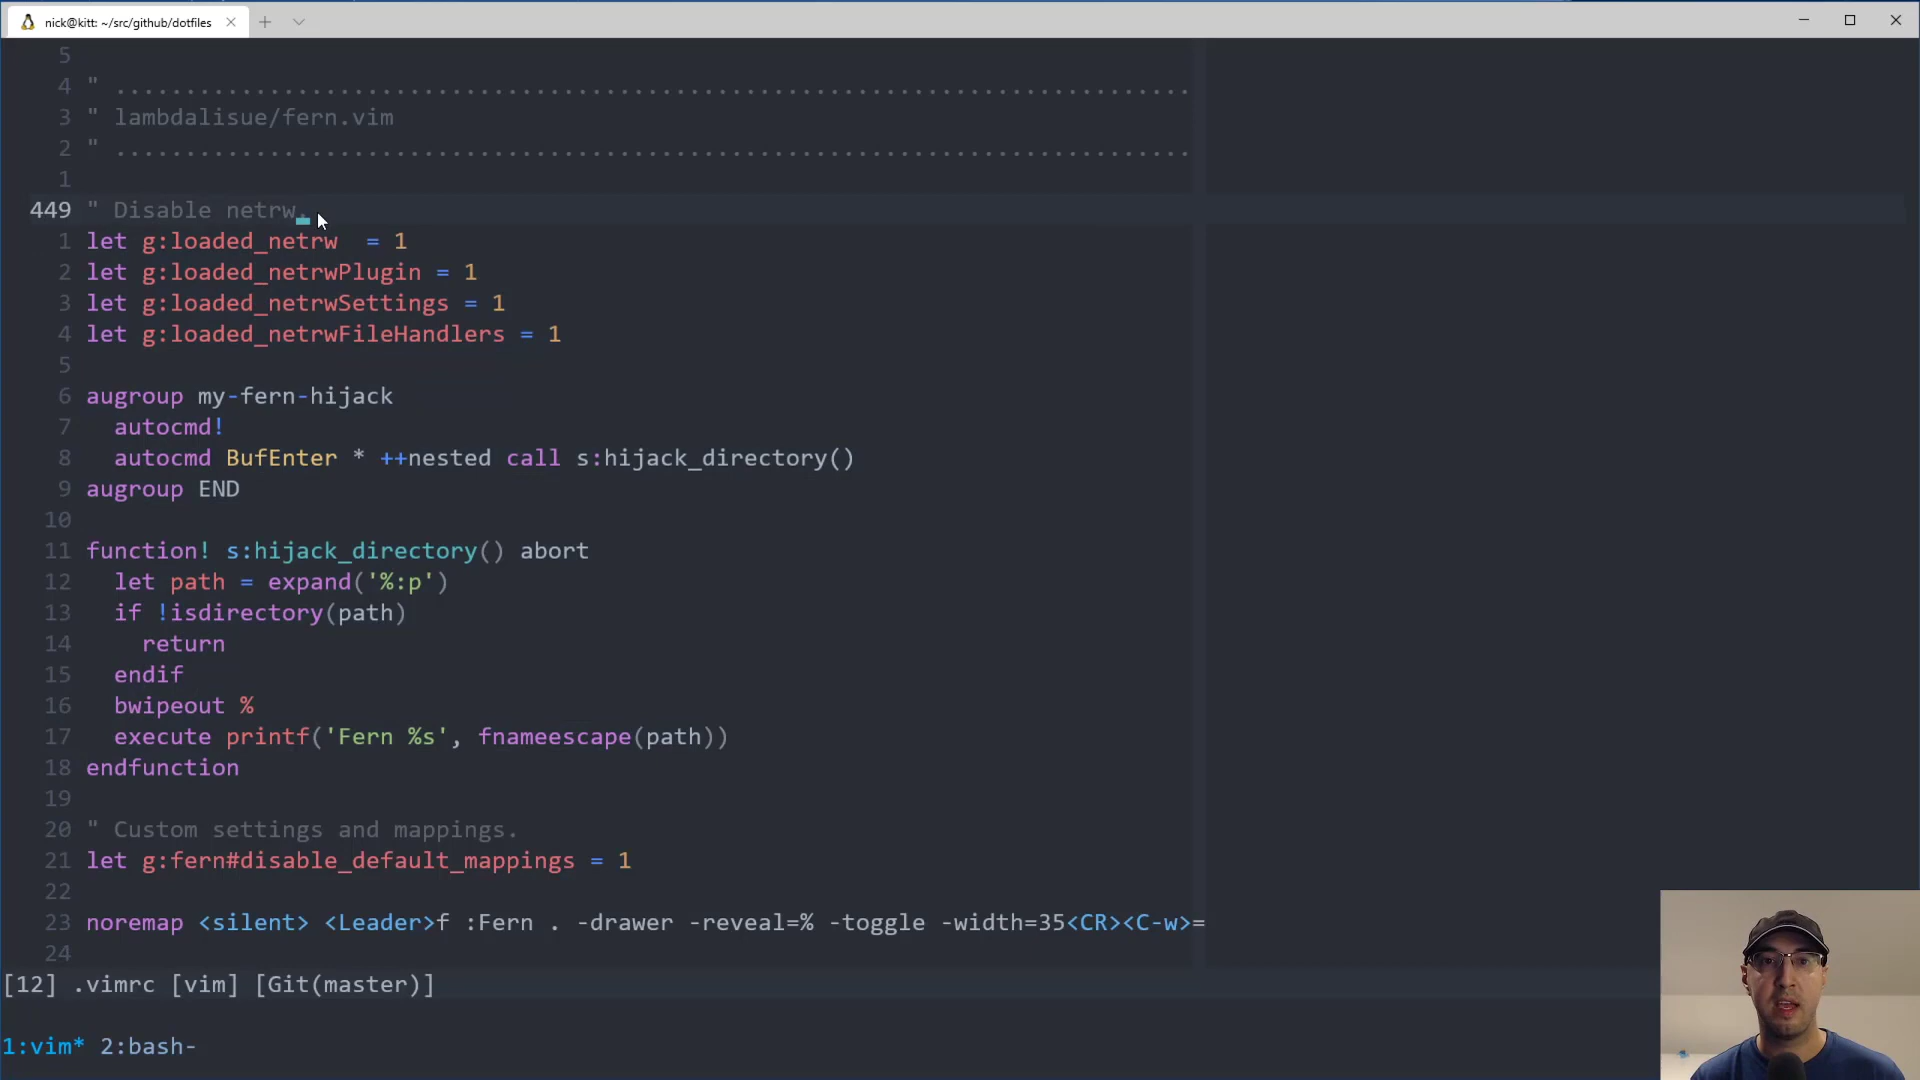 nick@kitt: ~/src/github/dotfiles
5
4 " .............................................................................
3 " lambdalisue/fern.vim
2 " .............................................................................
1
449 " Disable netrw.
1 let g:loaded_netrw  = 1
2 let g:loaded_netrwPlugin = 1
3 let g:loaded_netrwSettings = 1
4 let g:loaded_netrwFileHandlers = 1
5
6 augroup my-fern-hijack
7   autocmd!
8   autocmd BufEnter * ++nested call s:hijack_directory()
9 augroup END
10
11 function! s:hijack_directory() abort
12   let path = expand('%:p')
13   if !isdirectory(path)
14     return
15   endif
16   bwipeout %
17   execute printf('Fern %s', fnameescape(path))
18 endfunction
19
20 " Custom settings and mappings.
21 let g:fern#disable_default_mappings = 1
22
23 noremap <silent> <Leader>f :Fern . -drawer -reveal=% -toggle -width=35<CR><C-w>=
24
[12] .vimrc [vim] [Git(master)]
1:vim* 2:bash-